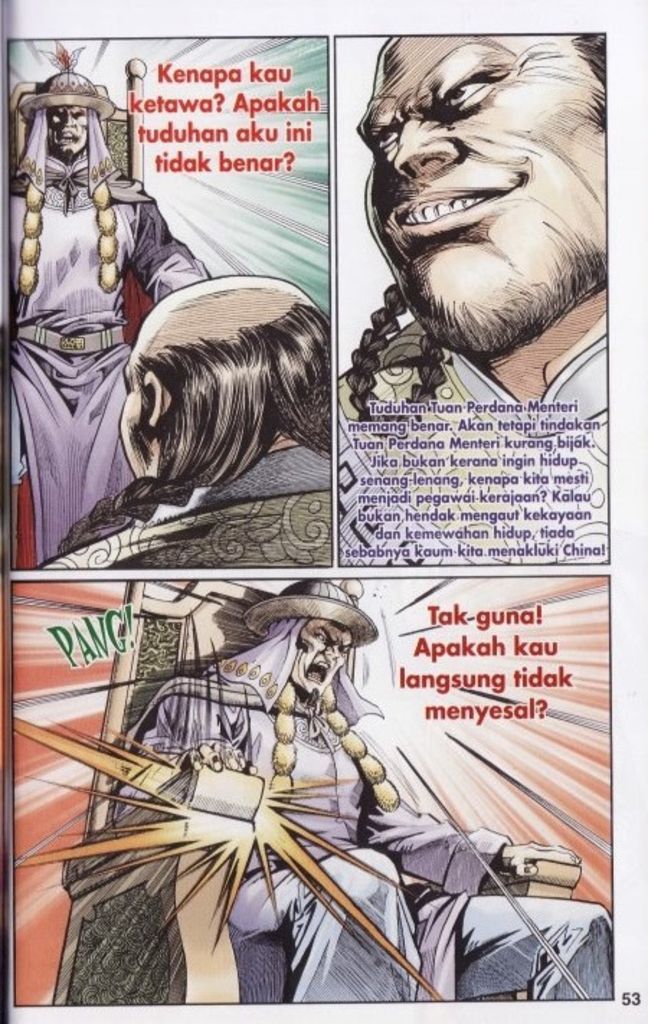 Kenapa kau
ketawa? Apakah
tuduhan aku ini
tidak benar?
Tuduhan Tuan Perdana Menteri
memang benar. Akan tetapi tindakan
Tuan Perdana Menteri kurang bijak.
Jika bukan kerana ingin hidup
senang-lenang, kenapa kita mesti
menjadi pegawai kerajaan? Kalau
bukan hendak mengaut kekayaan
dan kemewahan hidup, tiada
sebabnya kaum kita menakluki China!
PANG!
Tak-guna!
Apakah kau
langsung tidak
menyesal?
53